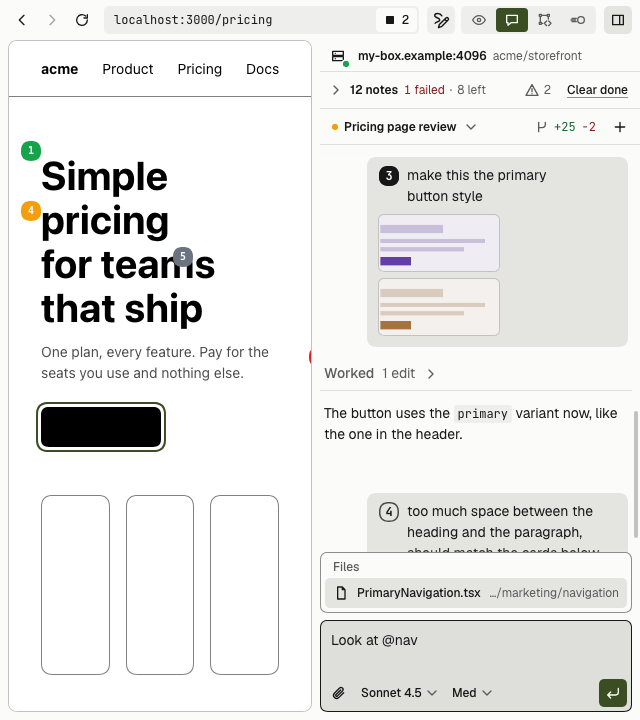 localhost:3000/pricing
2
acme Product Pricing Docs
1
4
5
Simple
pricing
for teams
that ship
One plan, every feature. Pay for the
seats you use and nothing else.
my-box.example:4096 acme/storefront
12 notes 1 failed · 8 left 2 Clear done
Pricing page review +25 -2
3 make this the primary
button style
Worked 1 edit
The button uses the primary variant now, like
the one in the header.
4 too much space between the
heading and the paragraph,
should match the cards below
Files
PrimaryNavigation.tsx …/marketing/navigation
Look at @nav
Sonnet 4.5 Med